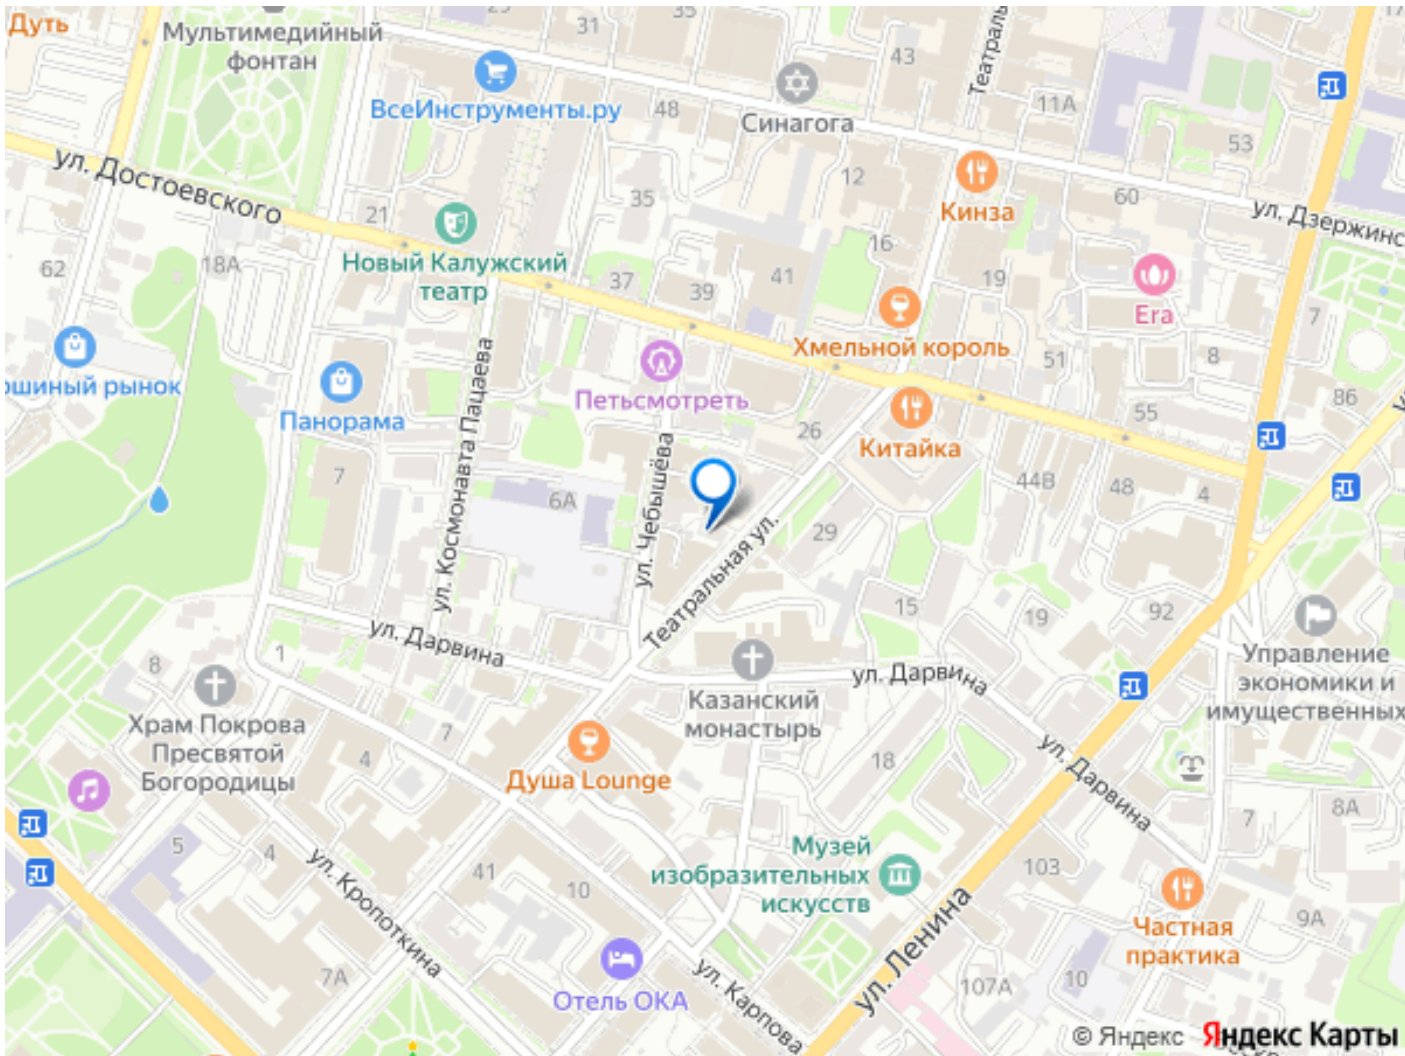 Дуть
Мультимедийный
фонтан
31
35
43
Театраль
ВсеИнструменты.ру
48
Синагога
11А
53
ул. Достоевского
21
35
12
Кинза
60
ул. Дзержинс
62
18А
Новый Калужский
театр
37
39
41
16
19
Era
7
Хмельной король
51
8
ошиный рынок
Панорама
ул. Космонавта Пацаева
Петьсмотреть
26
Китайка
55
86
7
6А
ул. Чебышёва
Театральная ул.
29
44В
48
4
15
19
92
ул. Дарвина
1
8
Храм Покрова
Пресвятой
Богородицы
7
4
Казанский
монастырь
ул. Дарвина
Управление
экономики и
имущественных
Душа Lounge
18
ул. Дарвина
8А
7
5
4
ул. Кропоткина
41
10
Музей
изобразительных
искусств
103
ул. Ленина
Частная
практика
9А
7А
Отель ОКА
ул. Карпова
107А
10
© Яндекс Яндекс Карты